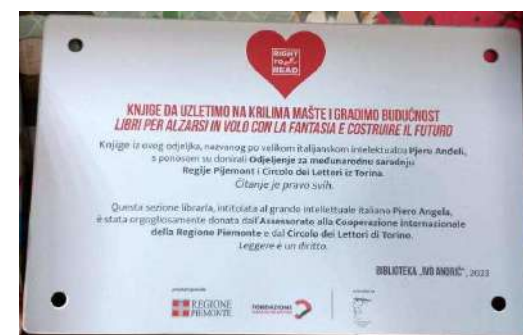 RIGHT
TO
READ
KNJIGE DA UZLETIMO NA KRILIMA MAŠTE I GRADIMO BUDUĆNOST
LIBRI PER ALZARSI IN VOLO CON LA FANTASIA E COSTRUIRE IL FUTURO
Knjige iz ovog odjeljka, nazvanog po velikom italijanskom intelektualcu Pjeru Anđeli,
s ponosom su donirali Odjeljenje za međunarodnu saradnju
Regije Pijemont i Circolo dei Lettori iz Torina.
Čitanje je pravo svih.
Questa sezione libraria, intitolata al grande intellettuale italiano Piero Angela,
è stata orgogliosamente donata dall'Assessorato alla Cooperazione internazionale
della Regione Piemonte e dal Circolo dei Lettori di Torino.
Leggere è un diritto.
BIBLIOTEKA „IVO ANDRIĆ“, 2023
REGIONE
PIEMONTE
FONDAZIONE